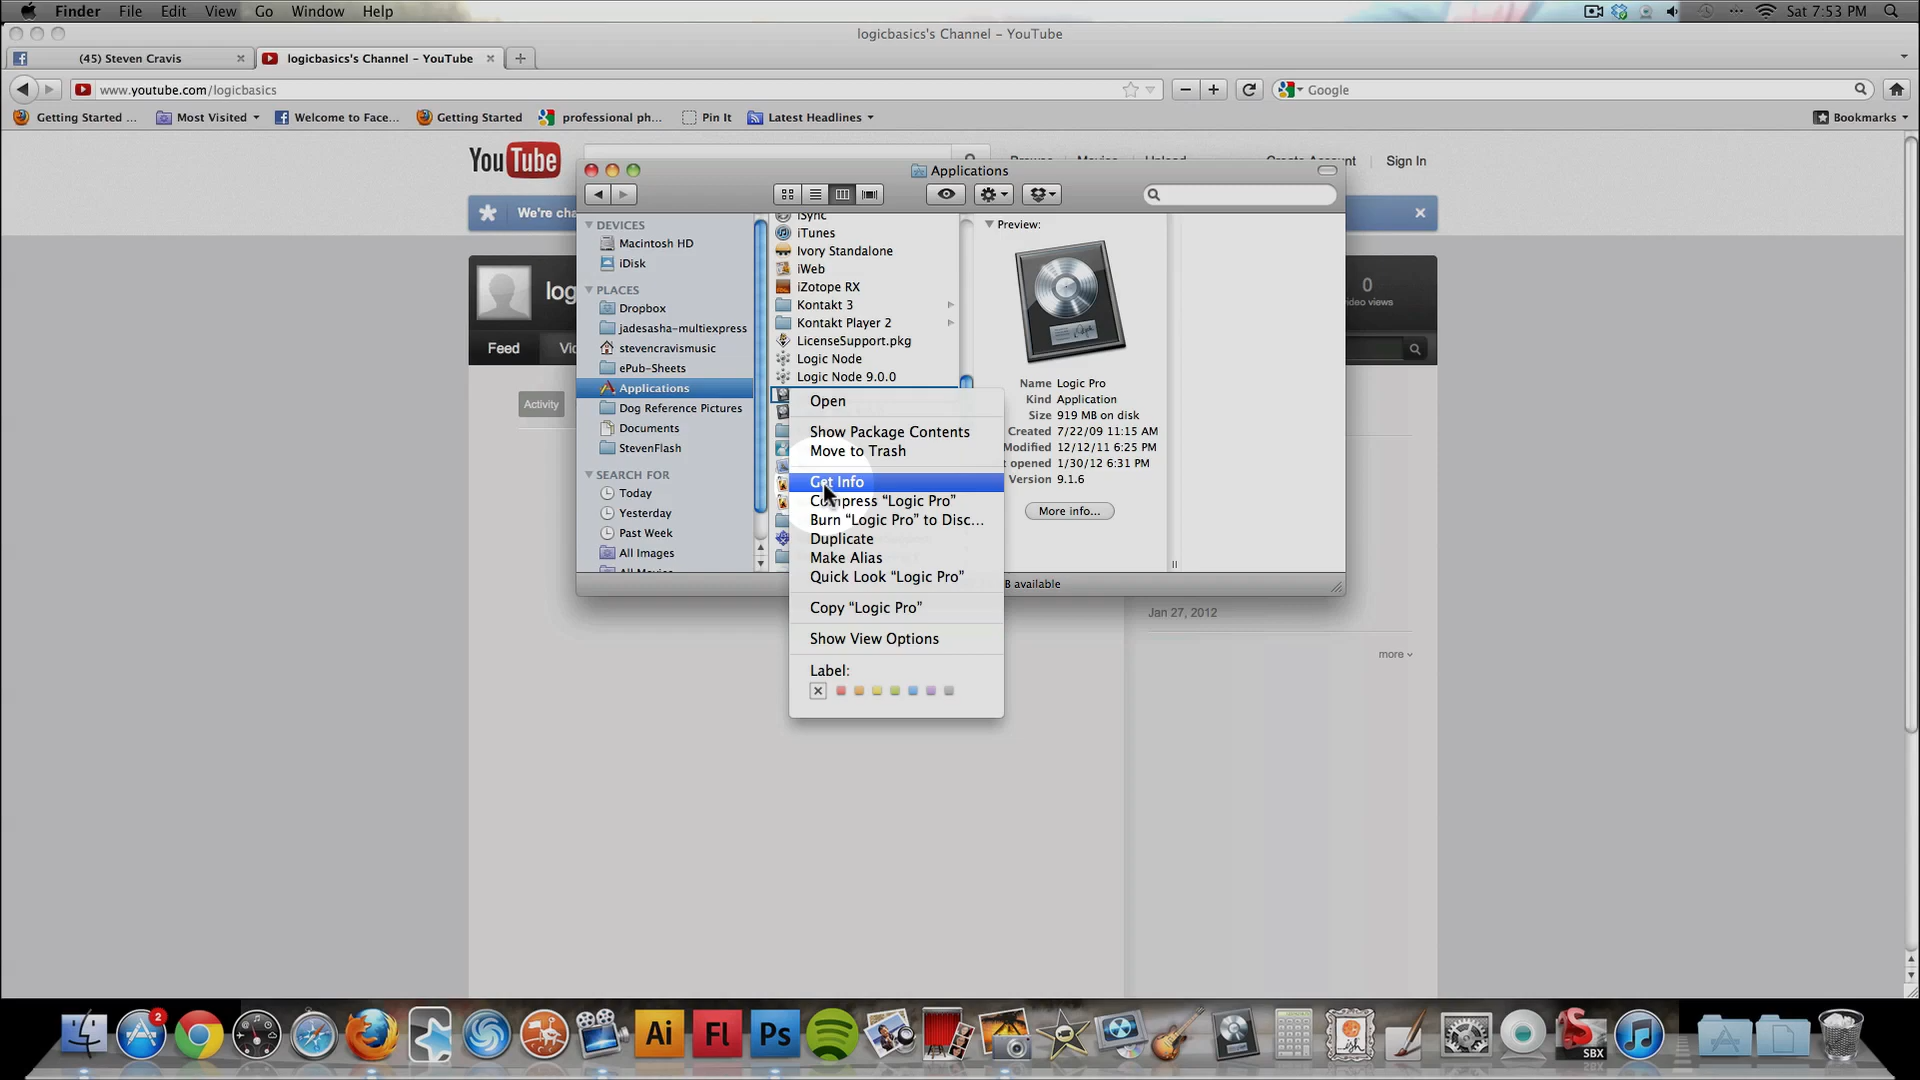 Finder File Edit View Go Window Help
Sat 7:53 PM
logicbasics's Channel – YouTube
(45) Steven Cravis
logicbasics's Channel – YouTube
www.youtube.com/logicbasics
Google
Getting Started ...
Most Visited
Welcome to Face...
Getting Started
professional ph...
Pin It
Latest Headlines
Bookmarks
YouTube
Create Account
Sign In
We're cha
Feed
Activity
0
Jan 27, 2012
more
Applications
DEVICES
Macintosh HD
iDisk
PLACES
Dropbox
jadesasha-multiexpress
stevencravismusic
ePub-Sheets
Applications
Dog Reference Pictures
Documents
StevenFlash
SEARCH FOR
Today
Yesterday
Past Week
All Images
iSync
iTunes
Ivory Standalone
iWeb
iZotope RX
Kontakt 3
Kontakt Player 2
LicenseSupport.pkg
Logic Node
Logic Node 9.0.0
Preview:
Name Logic Pro
Kind Application
Size 919 MB on disk
Created 7/22/09 11:15 AM
Modified 12/12/11 6:25 PM
t opened 1/30/12 6:31 PM
Version 9.1.6
More info...
B available
Open
Show Package Contents
Move to Trash
Get Info
Compress “Logic Pro”
Burn “Logic Pro” to Disc...
Duplicate
Make Alias
Quick Look “Logic Pro”
Copy “Logic Pro”
Show View Options
Label:
2
Ai
Fl
Ps
SBX